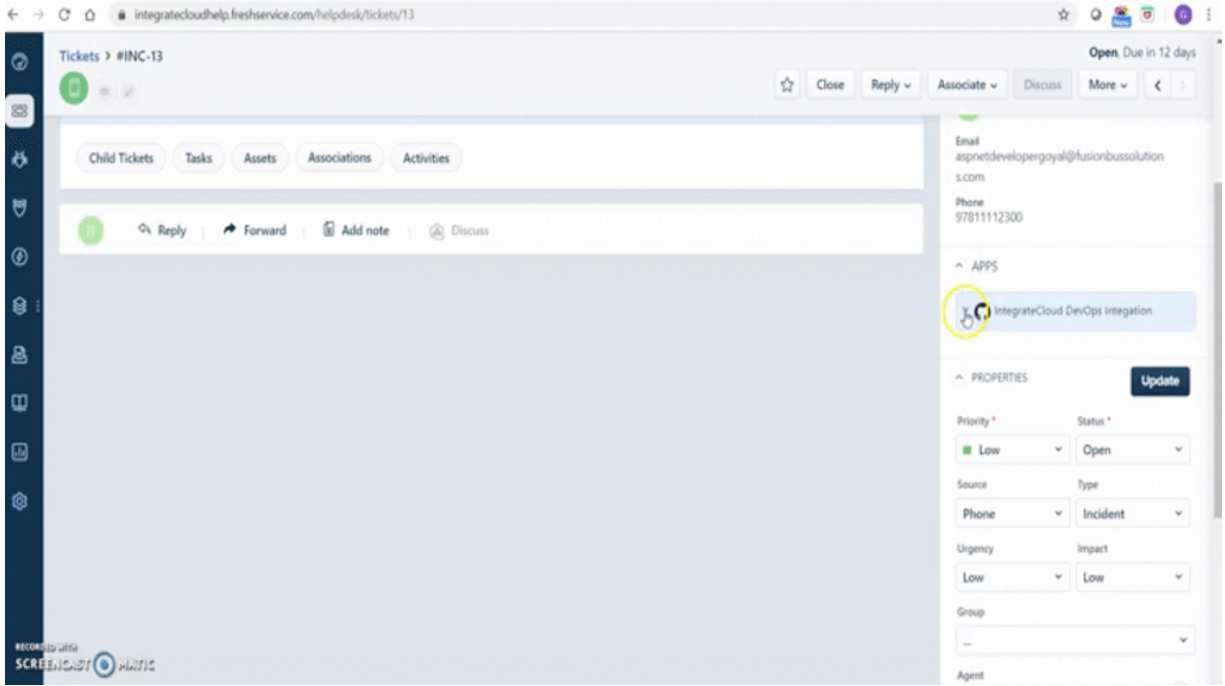 integratecloudhelp.freshservice.com/helpdesk/tickets/13
New
G
Tickets > #INC-13
Open, Due in 12 days
Close
Reply
Associate
Discuss
More
Child Tickets
Tasks
Assets
Associations
Activities
Reply
Forward
Add note
Discuss
Email
aspnetdevelopergoyal@fusionbussolution
s.com
Phone
97811112300
APPS
IntegrateCloud DevOps Integation
PROPERTIES
Update
Priority *
Status *
Low
Open
Source
Type
Phone
Incident
Urgency
Impact
Low
Low
Group
...
Agent
RECORDED WITH
SCREENCAST MATIC